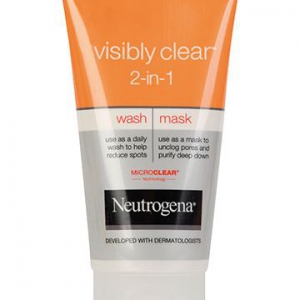 visibly clear®
2-in-1
wash mask
use as a daily
wash to help
reduce spots
use as a mask to
unclog pores and
purify deep down
MICROCLEAR®
technology
Neutrogena®
DEVELOPED WITH DERMATOLOGISTS